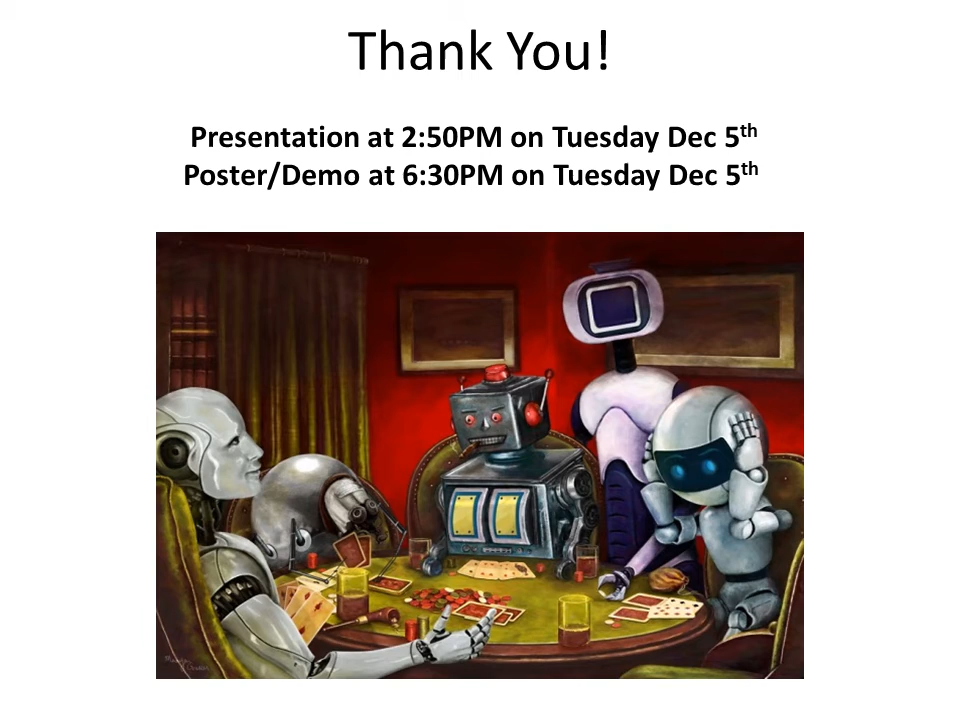 Thank You!
Presentation at 2:50PM on Tuesday Dec 5th
Poster/Demo at 6:30PM on Tuesday Dec 5th